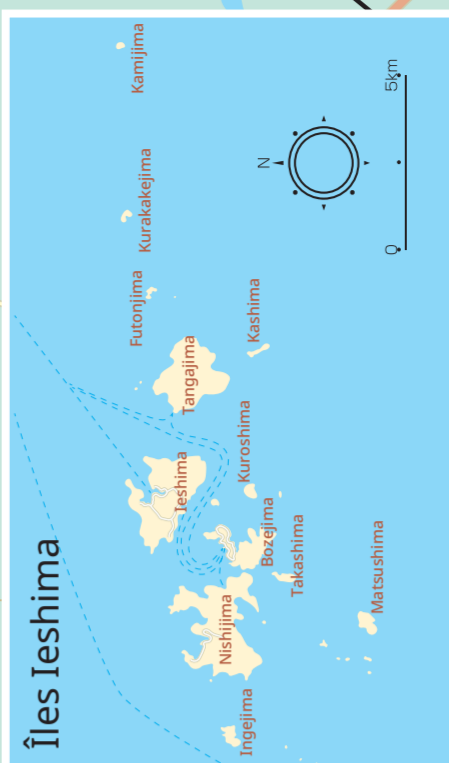 Îles Ieshima
Kamijima
Kurakakejima
Futonjima
Kashima
Tangajima
Kuroshima
Ieshima
Bozejima
Takashima
Matsushima
Nishijima
Ingejima
N
0
5km